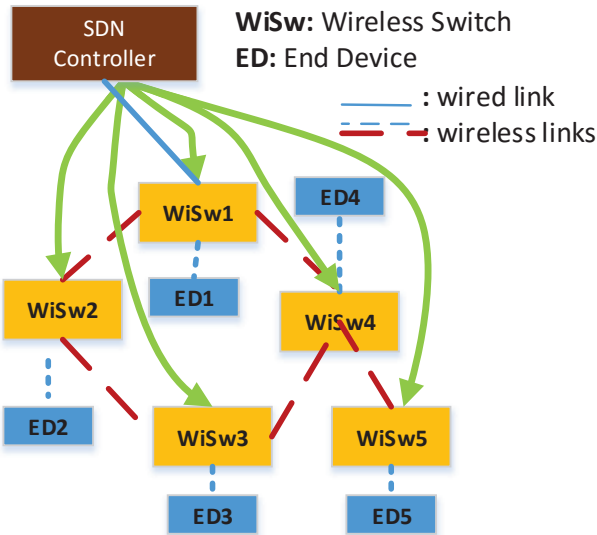 SDN
Controller
WiSw: Wireless Switch
ED: End Device
: wired link
: wireless links
ED4
WiSw1
ED1
WiSw2
WiSw4
ED2
WiSw3
WiSw5
ED3
ED5